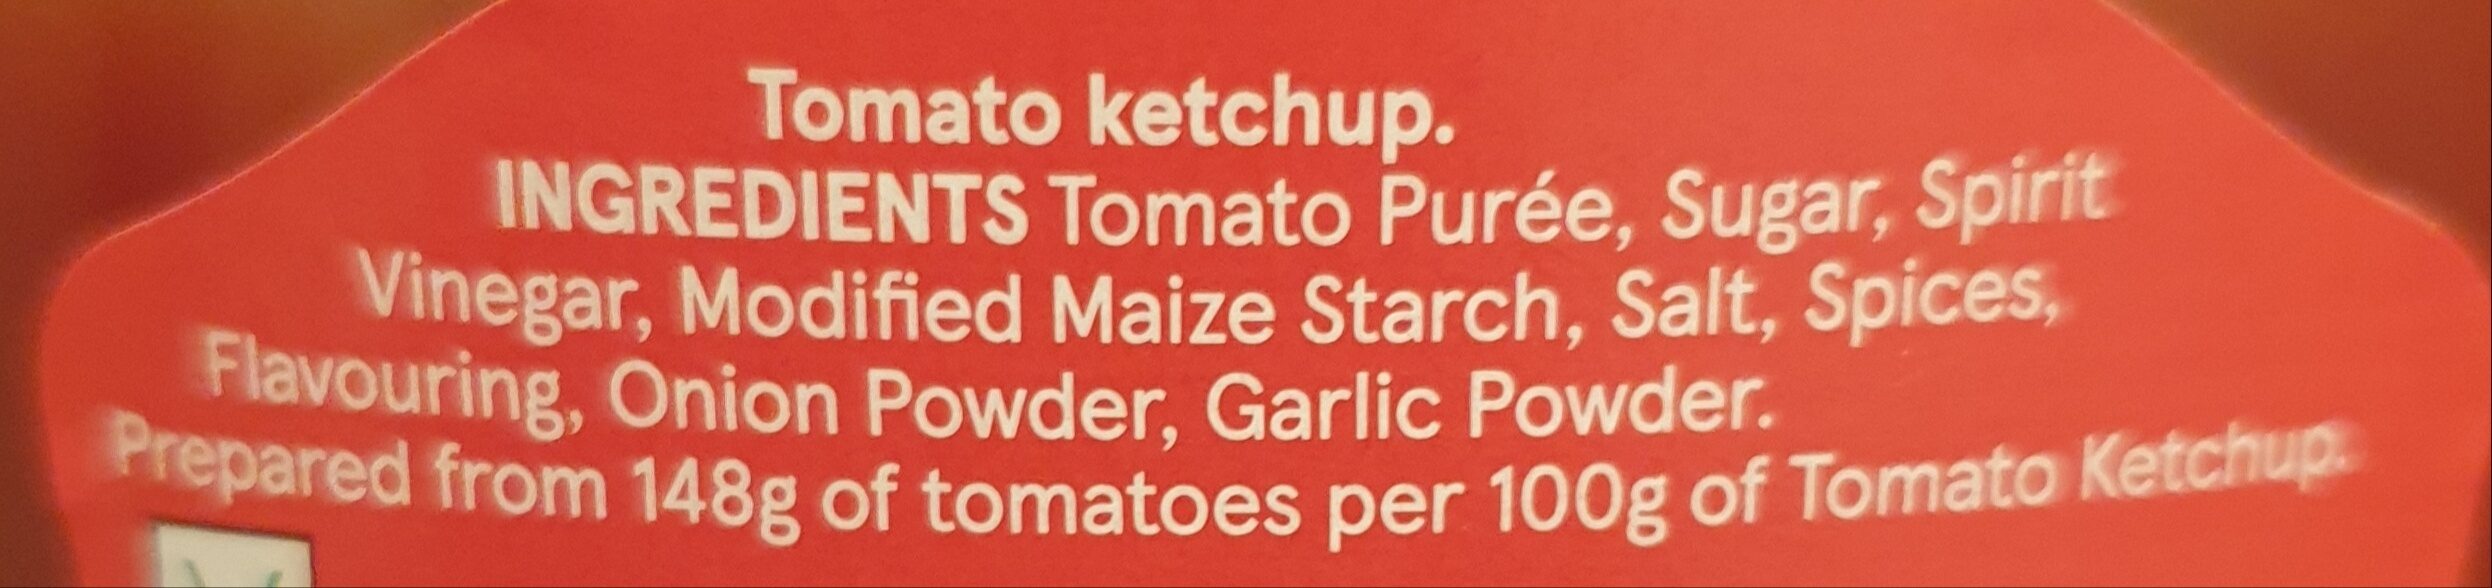 Tomato ketchup.
INGREDIENTS Tomato Purée, Sugar, Spirit
Vinegar, Modified Maize Starch, Salt, Spices,
Flavouring, Onion Powder, Garlic Powder.
Prepared from 148g of tomatoes per 100g of Tomato Ketchup.